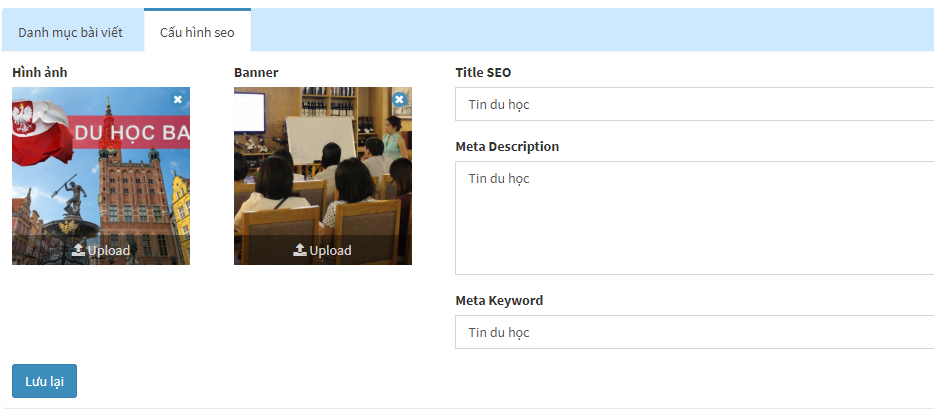 Danh mục bài viết
Cấu hình seo
Hình ảnh
DU HỌC BA
Upload
Banner
Upload
Title SEO
Tin du học
Meta Description
Tin du học
Meta Keyword
Tin du học
Lưu lại